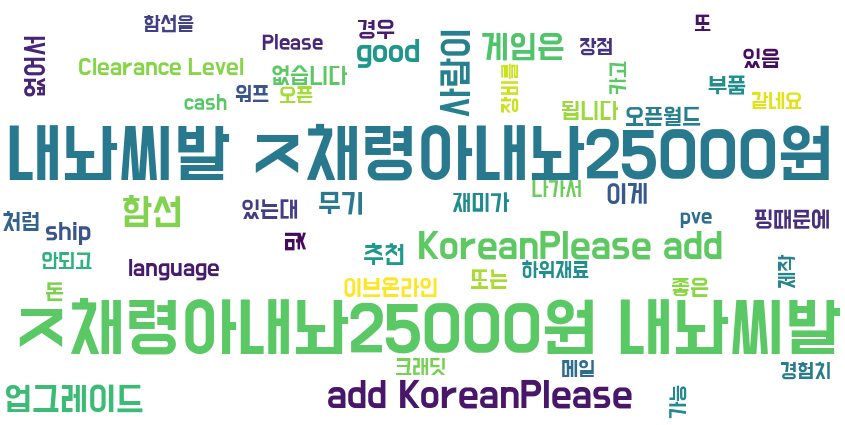 함선을
경우
또
없어서
Please
good
사람이
게임은
장점
있음
Clearance Level
없습니다
장비를
카고
부품
같네요
cash
워프
오픈
됩니다
오픈월드
내놔씨발 ㅈ채령아내놔25000원
나가서
이게
함선
있는대
무기
재미가
처럼
ship
pve
핑때문에
추천
KoreanPlease add
안되고
language
하위재료
제작
돈
이브온라인
또는
좋은
ㅈ채령아내놔25000원 내놔씨발
크래딧
메일
경험치
업그레이드
add KoreanPlease